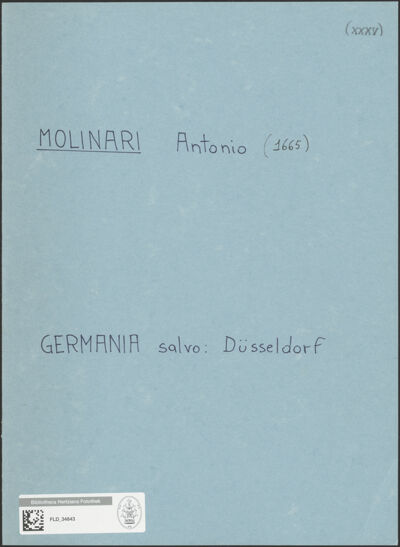 (XXXV)
MOLINARI Antonio (1665)
GERMANIA salvo: Düsseldorf
Bibliotheca Hertziana Fotothek
FLD_34643